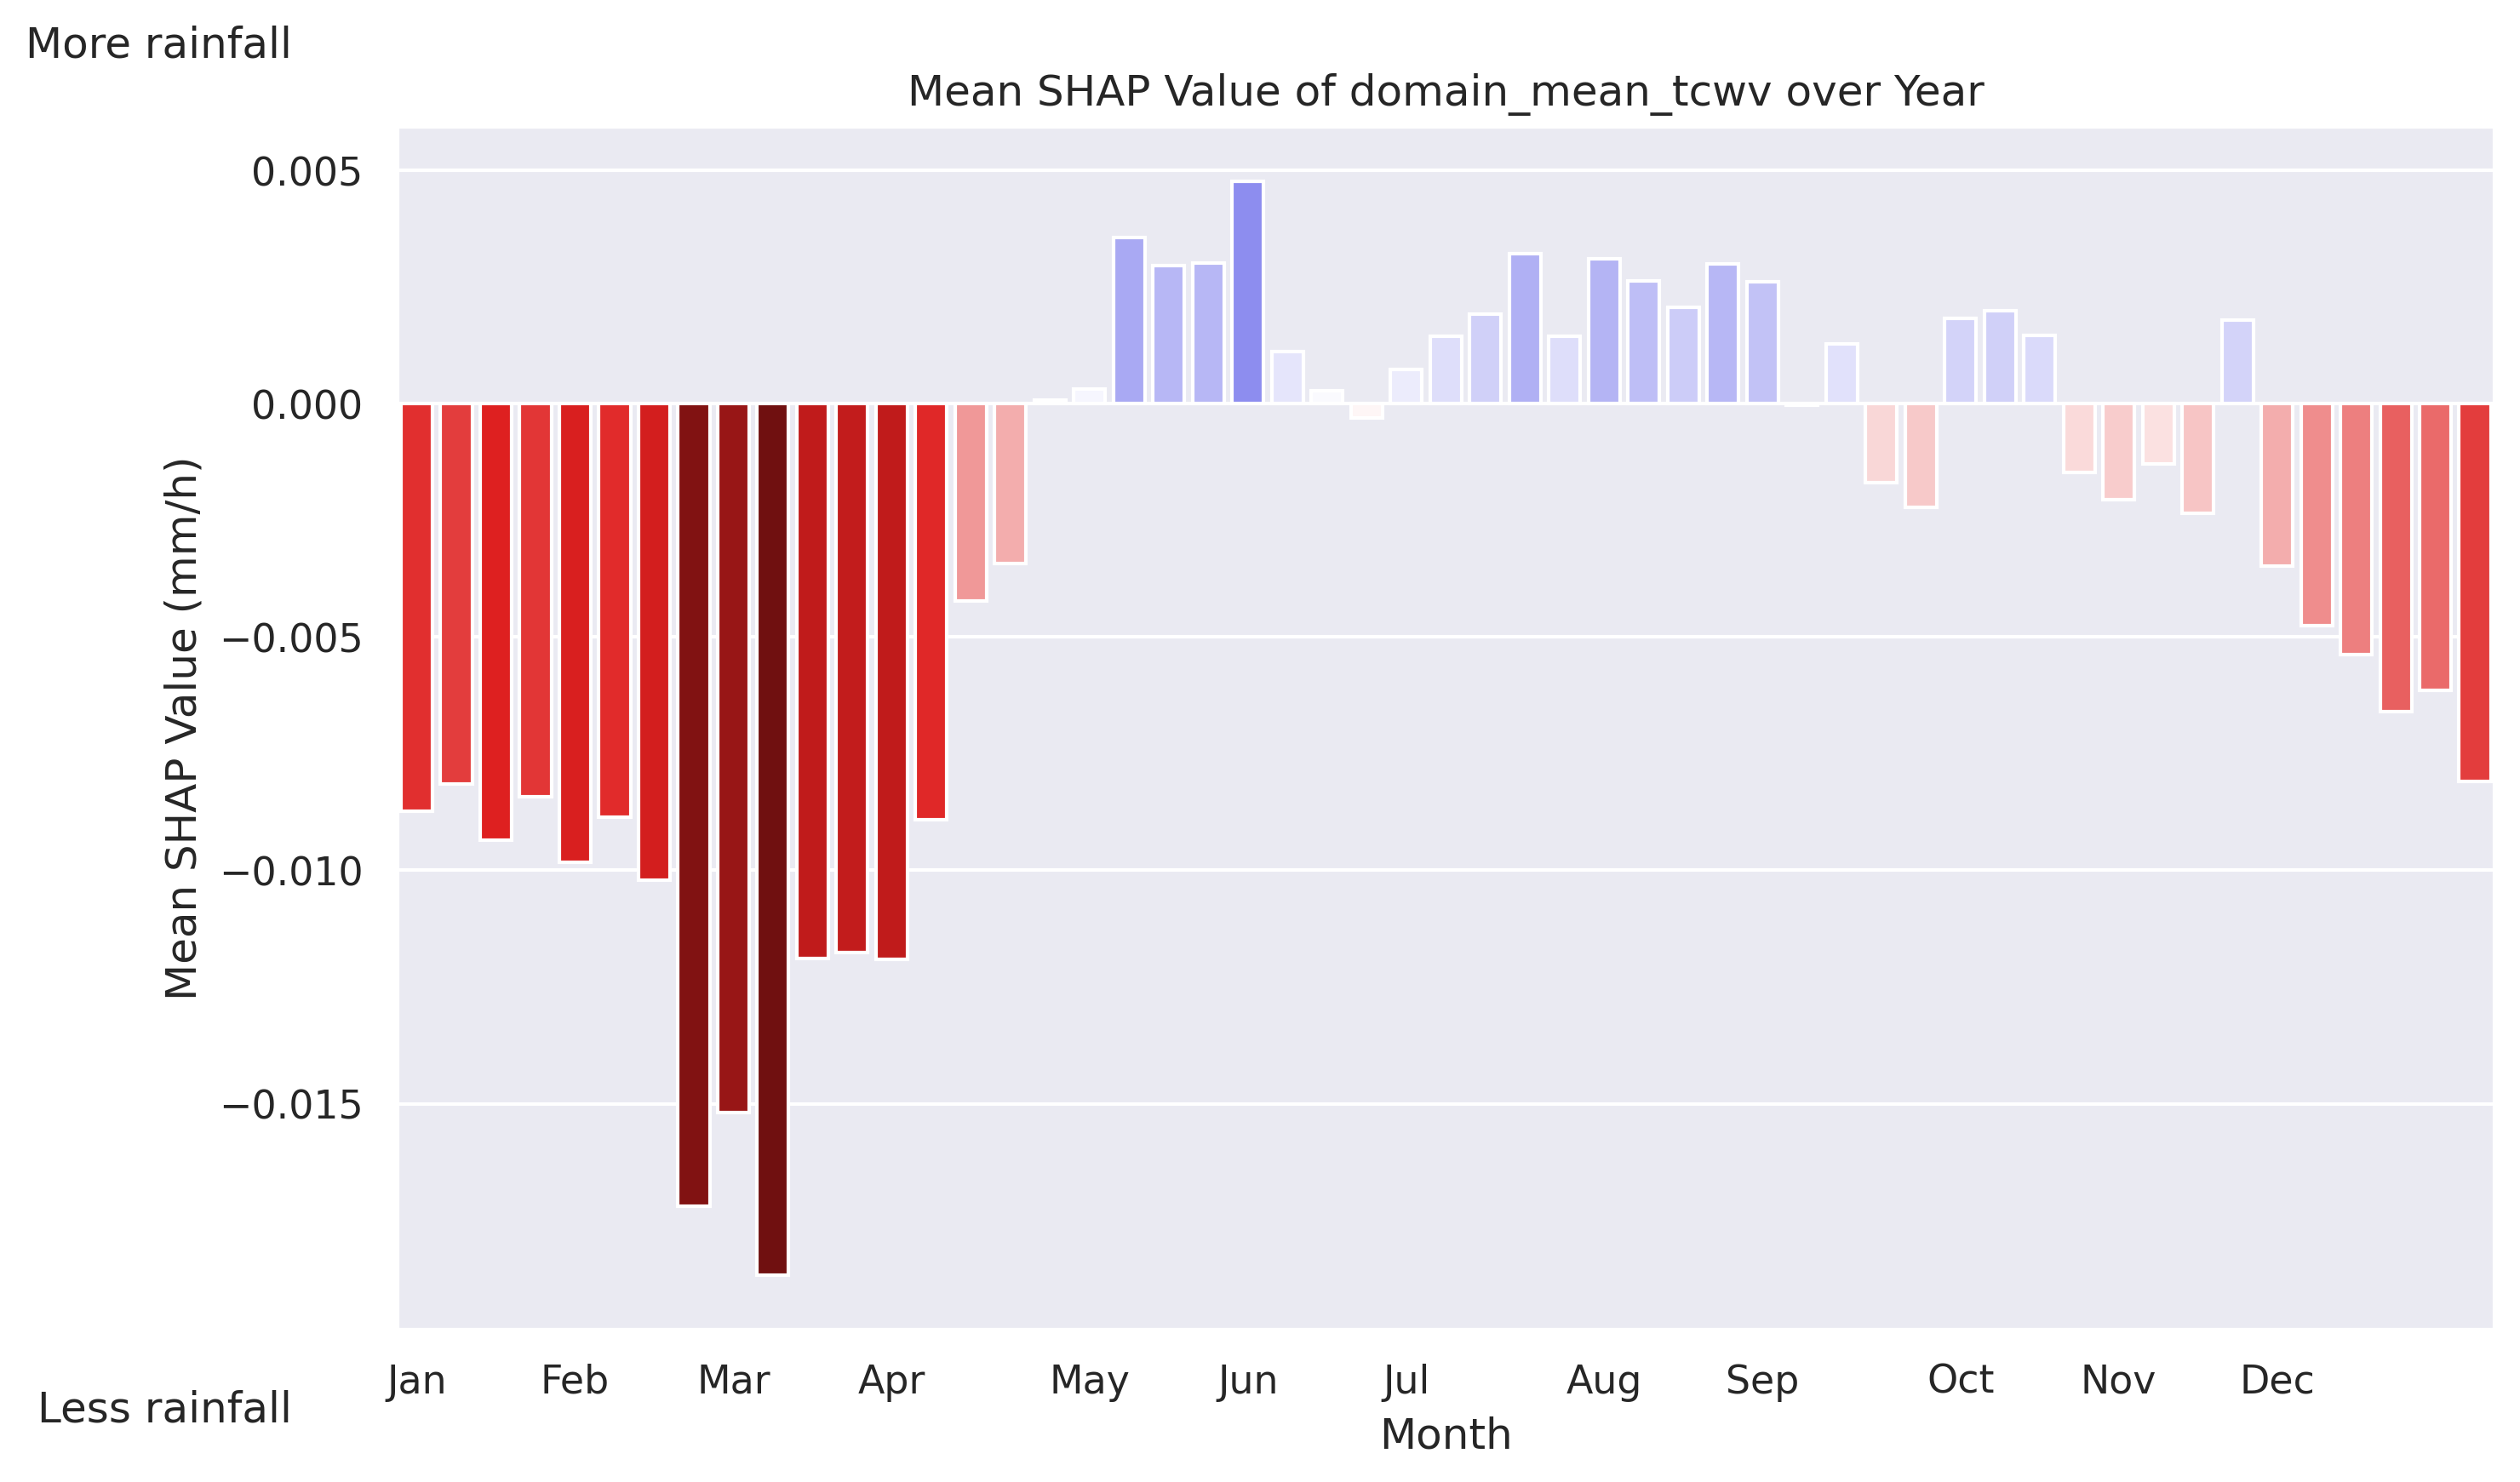 More rainfall
Mean SHAP Value of domain_mean_tcwv over Year
0.005
0.000
−0.005
−0.010
−0.015
Mean SHAP Value (mm/h)
Jan Feb Mar Apr May Jun Jul Aug Sep Oct Nov Dec
Less rainfall
Month